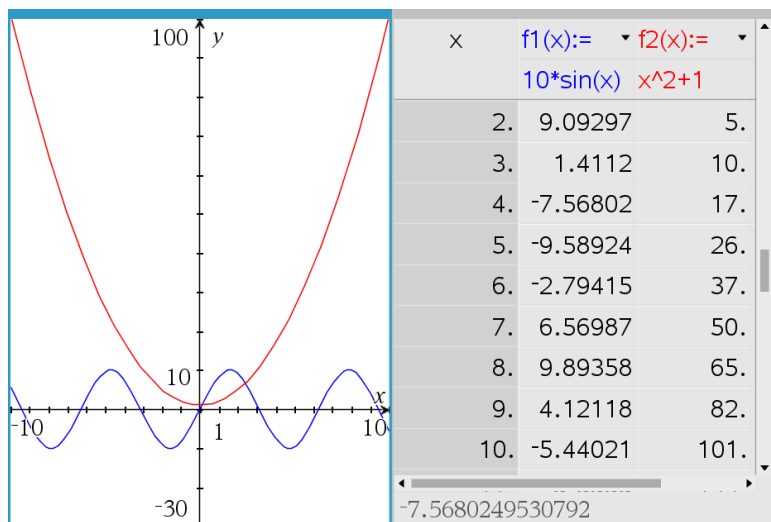 100 y
10
x
-10 1 10
-30
x f1(x):= f2(x):=
10*sin(x) x^2+1
2. 9.09297 5.
3. 1.4112 10.
4. -7.56802 17.
5. -9.58924 26.
6. -2.79415 37.
7. 6.56987 50.
8. 9.89358 65.
9. 4.12118 82.
10. -5.44021 101.
-7.5680249530792